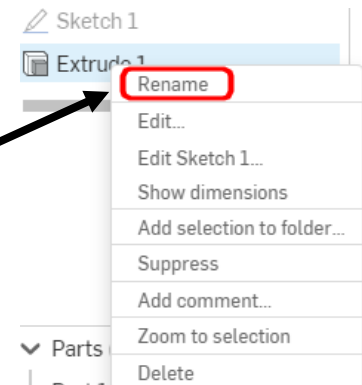 Sketch 1
Extrude 1
Rename
Edit...
Edit Sketch 1...
Show dimensions
Add selection to folder...
Suppress
Add comment...
Zoom to selection
Parts
Delete